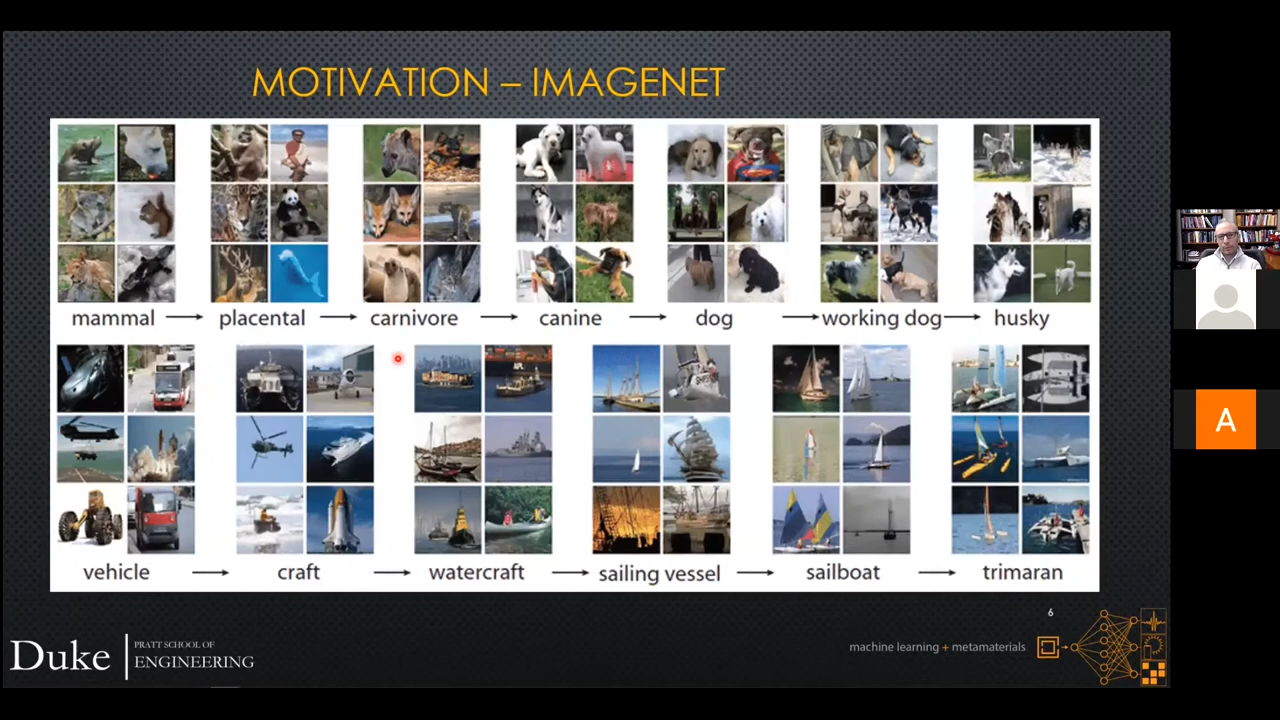 MOTIVATION – IMAGENET
mammal placental carnivore canine dog working dog husky
vehicle craft watercraft sailing vessel sailboat trimaran
6
Duke
PRATT SCHOOL OF
ENGINEERING
machine learning + metamaterials
A